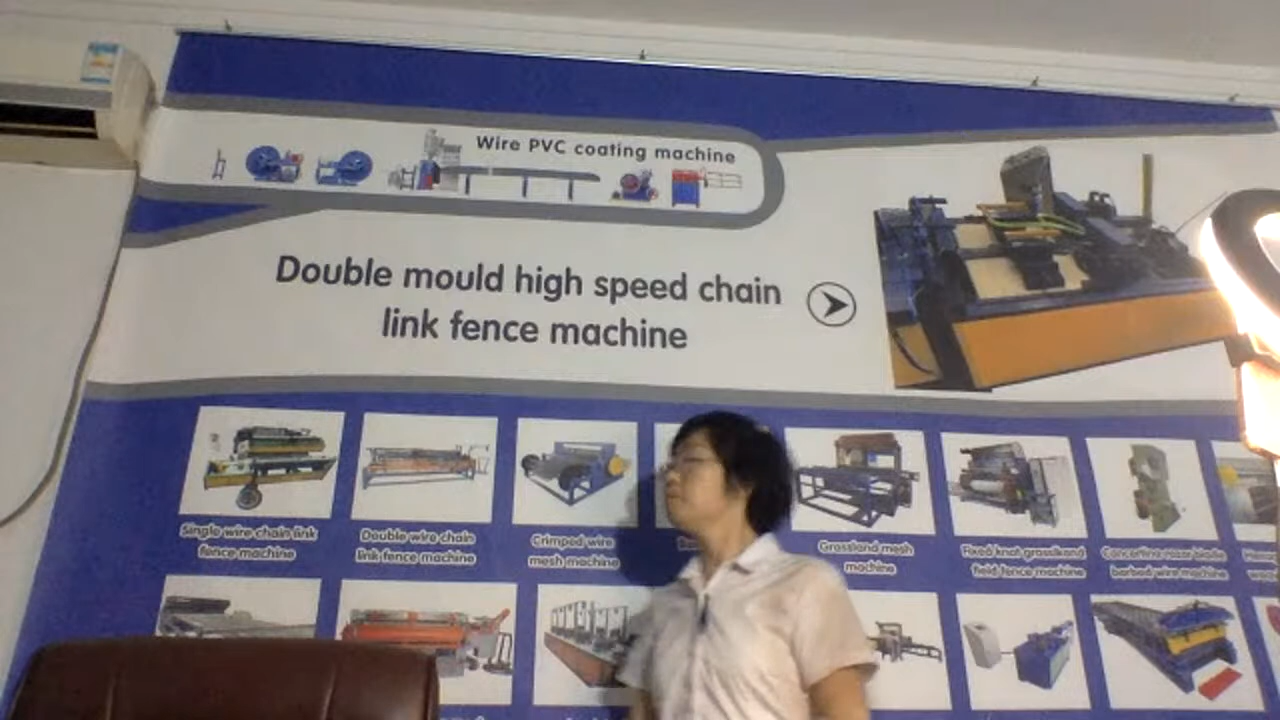 Wire PVC coating machine
Double mould high speed chain
link fence machine
Single wire chain link
fence machine
Double wire chain
link fence machine
Crimped wire
mesh machine
Grassland mesh
machine
Fixed knot grassland
field fence machine
Concertina razor blade
barbed wire machine